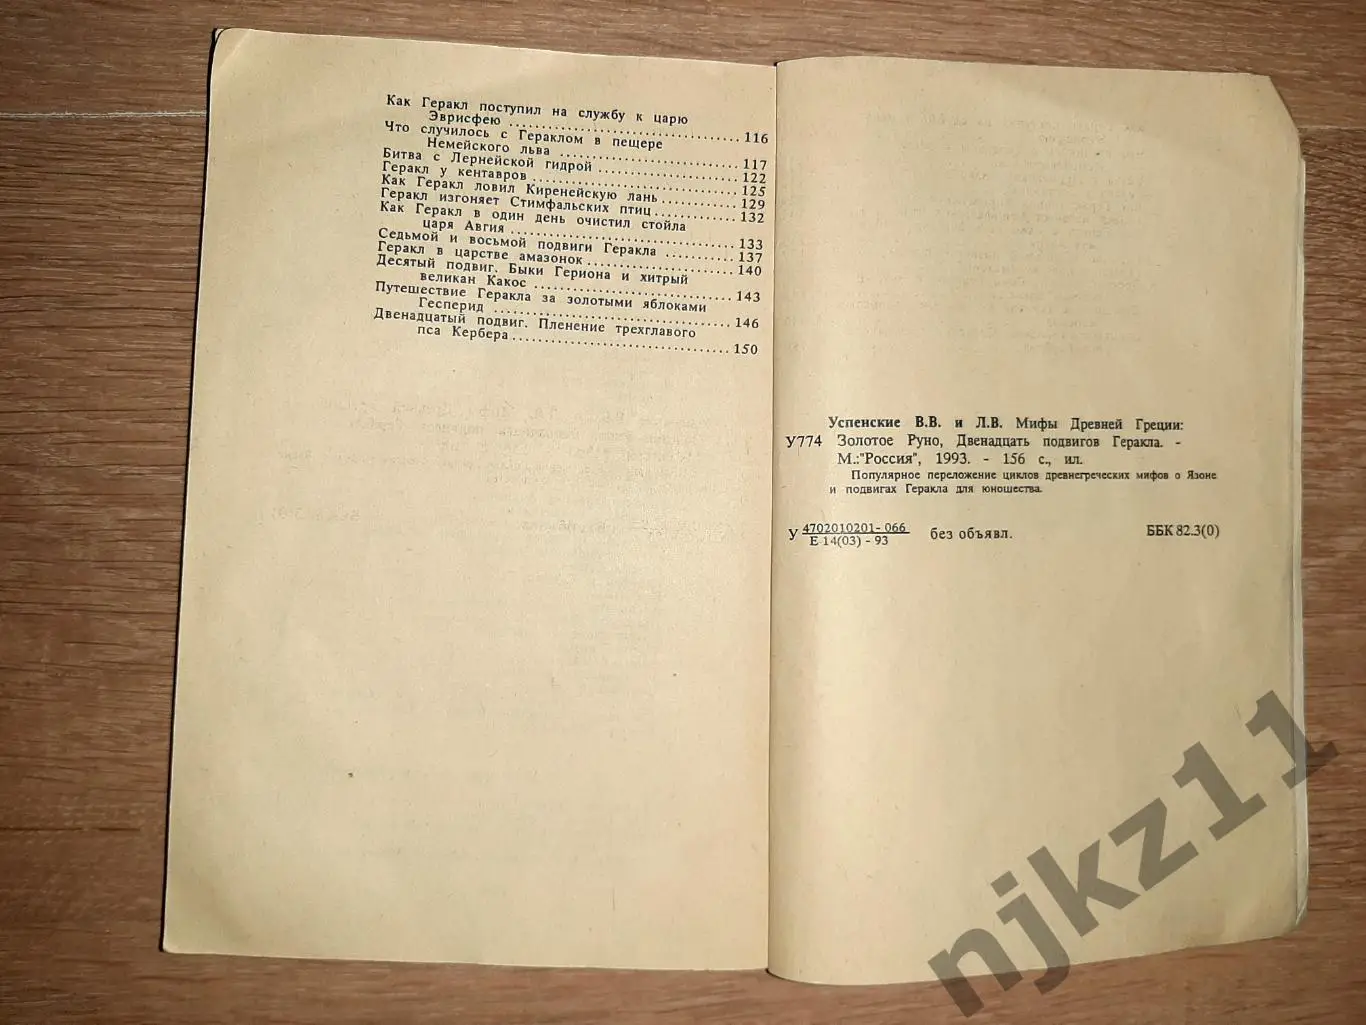 Как Геракл поступил на службу к царю
Эврисфею ........................................ 116
Что случилось с Гераклом в пещере
Немейского льва ........................... 117
Битва с Лернейской гидрой ..................... 122
Геракл у кентавров .............................. 125
Как Геракл ловил Киренейскую лань ........... 129
Геракл изгоняет Стимфальских птиц ............ 132
Как Геракл в один день очистил стойла
царя Авгия ................................. 133
Седьмой и восьмой подвиги Геракла ........... 137
Геракл в царстве амазонок ..................... 140
Десятый подвиг. Быки Гериона и хитрый
великан Какос .............................. 143
Путешествие Геракла за золотыми яблоками
Гесперид .................................... 146
Двенадцатый подвиг. Пленение трехглавого
пса Кербера ................................. 150
Успенские В.В. и Л.В. Мифы Древней Греции:
У774 Золотое Руно, Двенадцать подвигов Геракла. -
М.:"Россия", 1993. - 156 с., ил.
Популярное переложение циклов древнегреческих мифов о Язоне
и подвигах Геракла для юношества.
У 4702010201-066
Е 14(03) - 93 без объявл. ББК 82.3(0)
njkz11